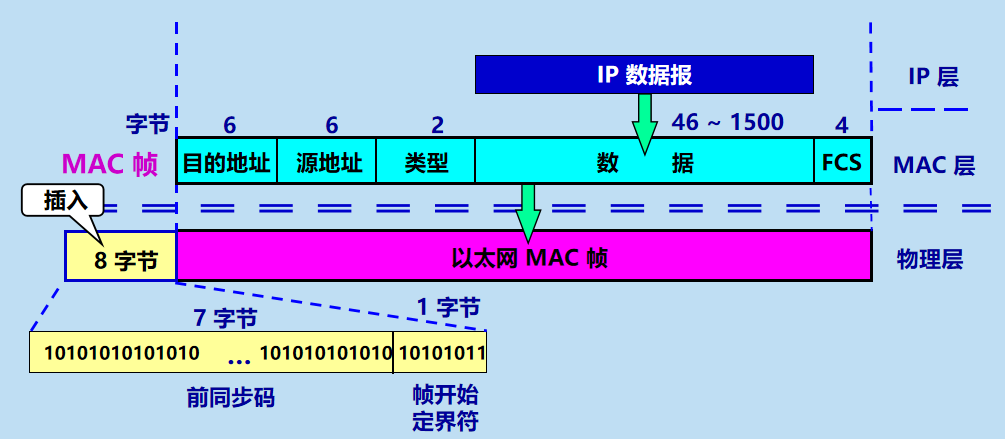 IP 数据报
IP 层
字节
6
6
2
46 ~ 1500
4
MAC 帧
目的地址
源地址
类型
数 据
FCS
MAC 层
插入
8 字节
以太网 MAC 帧
物理层
7 字节
1 字节
10101010101010 ... 101010101010
10101011
前同步码
帧开始
定界符